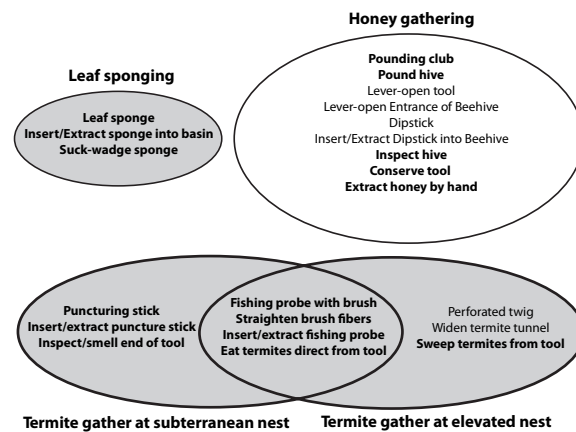 Honey gathering
Pounding club
Pound hive
Lever-open tool
Lever-open Entrance of Beehive
Dipstick
Insert/Extract Dipstick into Beehive
Inspect hive
Conserve tool
Extract honey by hand
Leaf sponging
Leaf sponge
Insert/Extract sponge into basin
Suck-wadge sponge
Puncturing stick
Insert/extract puncture stick
Inspect/smell end of tool
Fishing probe with brush
Straighten brush fibers
Insert/extract fishing probe
Eat termites direct from tool
Perforated twig
Widen termite tunnel
Sweep termites from tool
Termite gather at subterranean nest
Termite gather at elevated nest